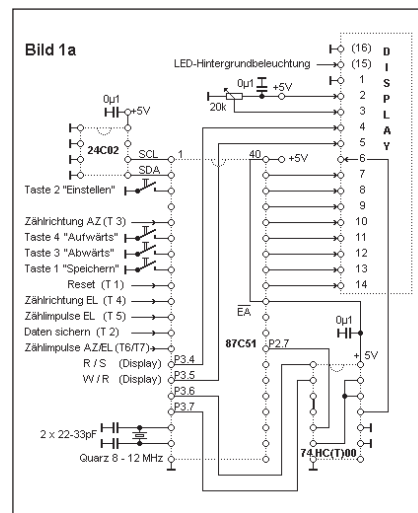 Bild 1a
D
I
S
P
L
A
Y
(16)
LED-Hintergrundbeleuchtung
(15)
1
0µ1
+5V
2
20k
3
4
5
6
7
8
9
10
11
12
13
14
0µ1
+5V
24C02
SCL
SDA
1
40
+5V
Taste 2 "Einstellen"
Zählrichtung AZ (T 3)
Taste 4 "Aufwärts"
Taste 3 "Abwärts"
Taste 1 "Speichern"
Reset (T 1)
Zählrichtung EL (T 4)
Zählimpulse EL (T 5)
Daten sichern (T 2)
Zählimpulse AZ/EL (T6/T7)
R / S (Display)
W / R (Display)
P3.4
P3.5
P3.6
P3.7
EA
87C51
P2.7
0µ1
+ 5V
2 x 22-33pF
Quarz 8 - 12 MHz
74 HC(T)00